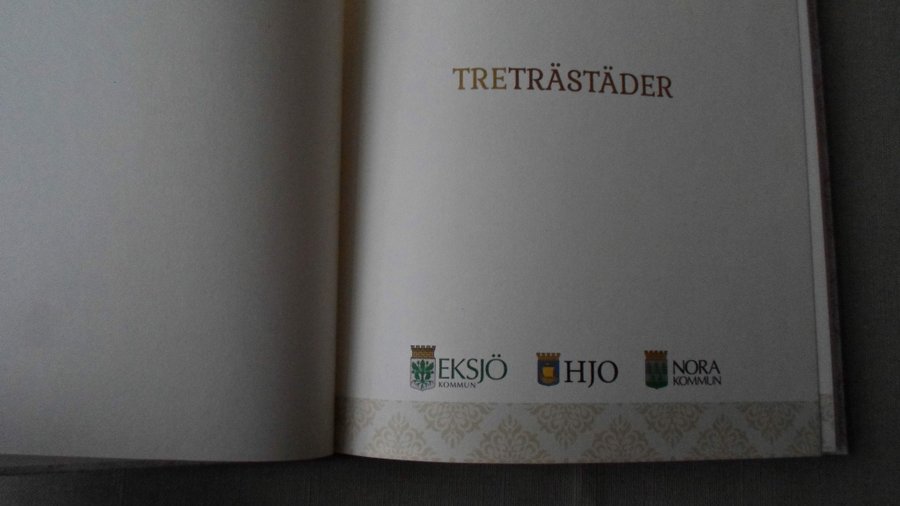 TRETRÄSTÄDER
EKSJÖ
KOMMUN
HJO
NORA
KOMMUN